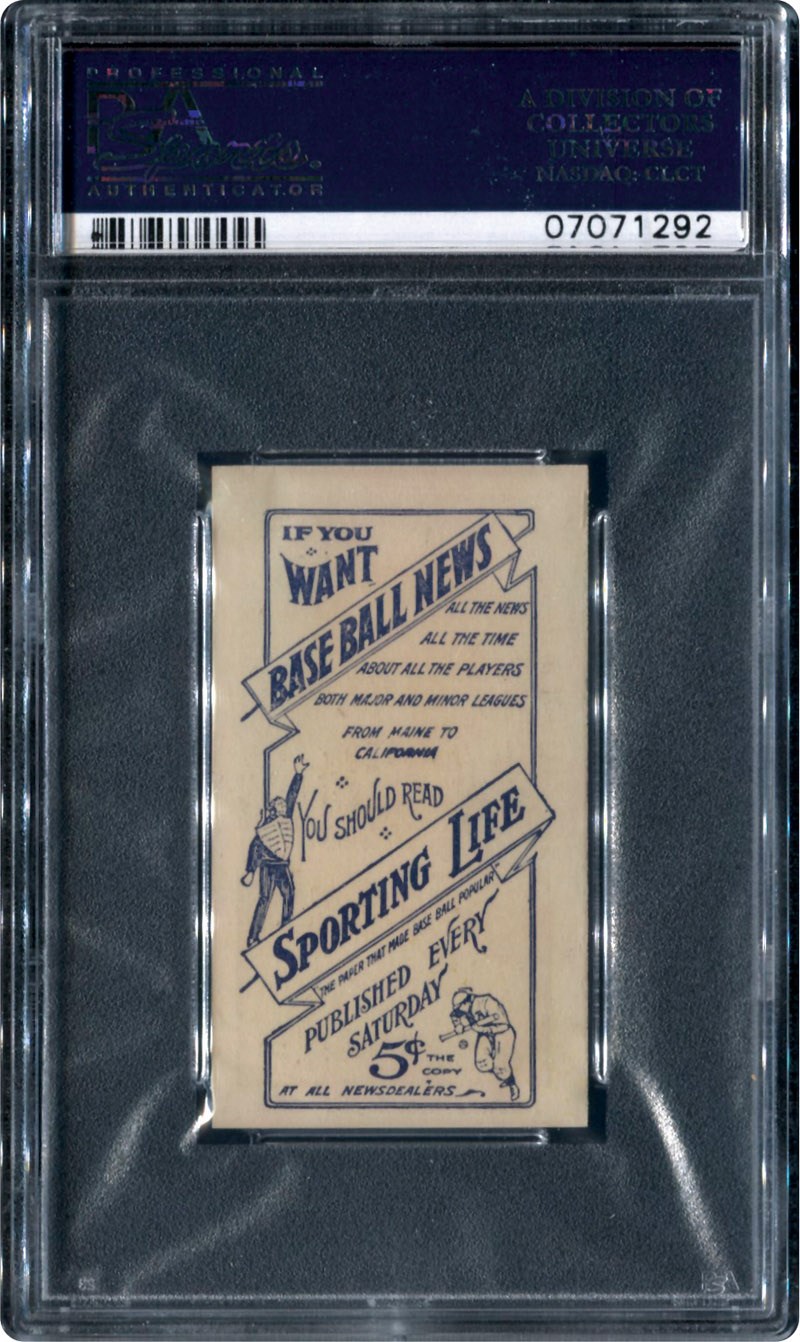 PROFESSIONAL
PSA
Sports
AUTHENTICATOR
A DIVISION OF
COLLECTORS
UNIVERSE
NASDAQ: CLCT
07071292
IF YOU
WANT
BASE BALL NEWS
ALL THE NEWS
ALL THE TIME
ABOUT ALL THE PLAYERS
BOTH MAJOR AND MINOR LEAGUES
FROM MAINE TO
CALIFORNIA
YOU SHOULD READ
SPORTING LIFE
"THE PAPER THAT MADE BASE BALL POPULAR"
PUBLISHED EVERY
SATURDAY
5¢ THE
COPY
AT ALL NEWSDEALERS
PSA